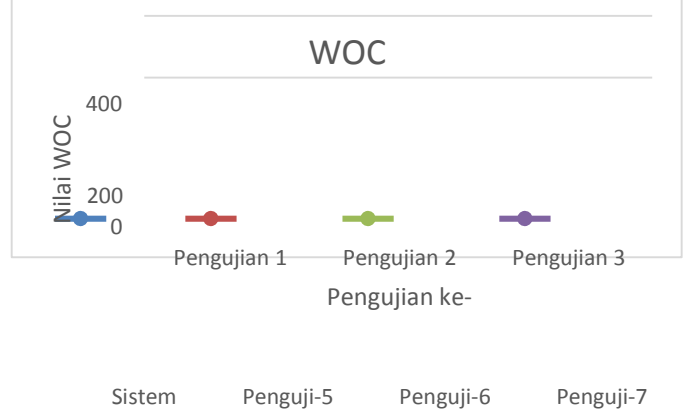 WOC
400
Nilai WOC
200
0
Pengujian 1 Pengujian 2 Pengujian 3
Pengujian ke-
Sistem Penguji-5 Penguji-6 Penguji-7